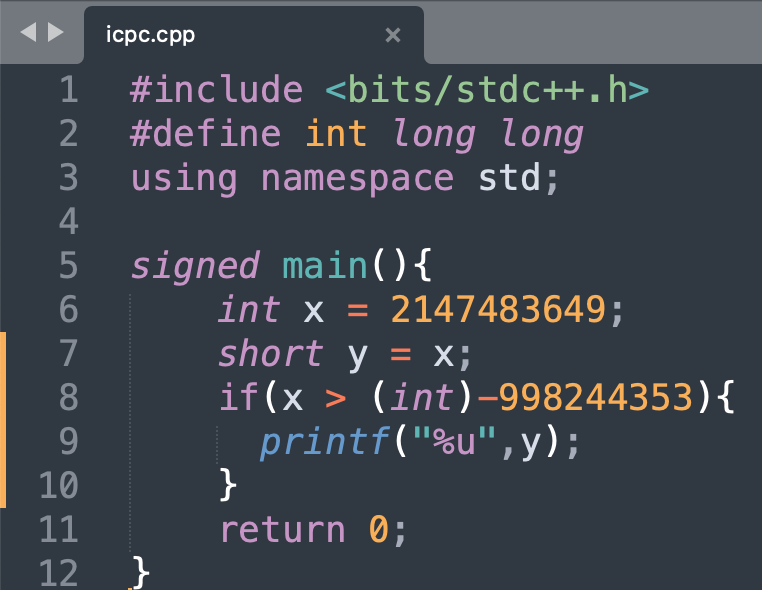 icpc.cpp ×
1 #include <bits/stdc++.h>
2 #define int long long
3 using namespace std;
4
5 signed main(){
6     int x = 2147483649;
7     short y = x;
8     if(x > (int)-998244353){
9       printf("%u",y);
10     }
11     return 0;
12 }